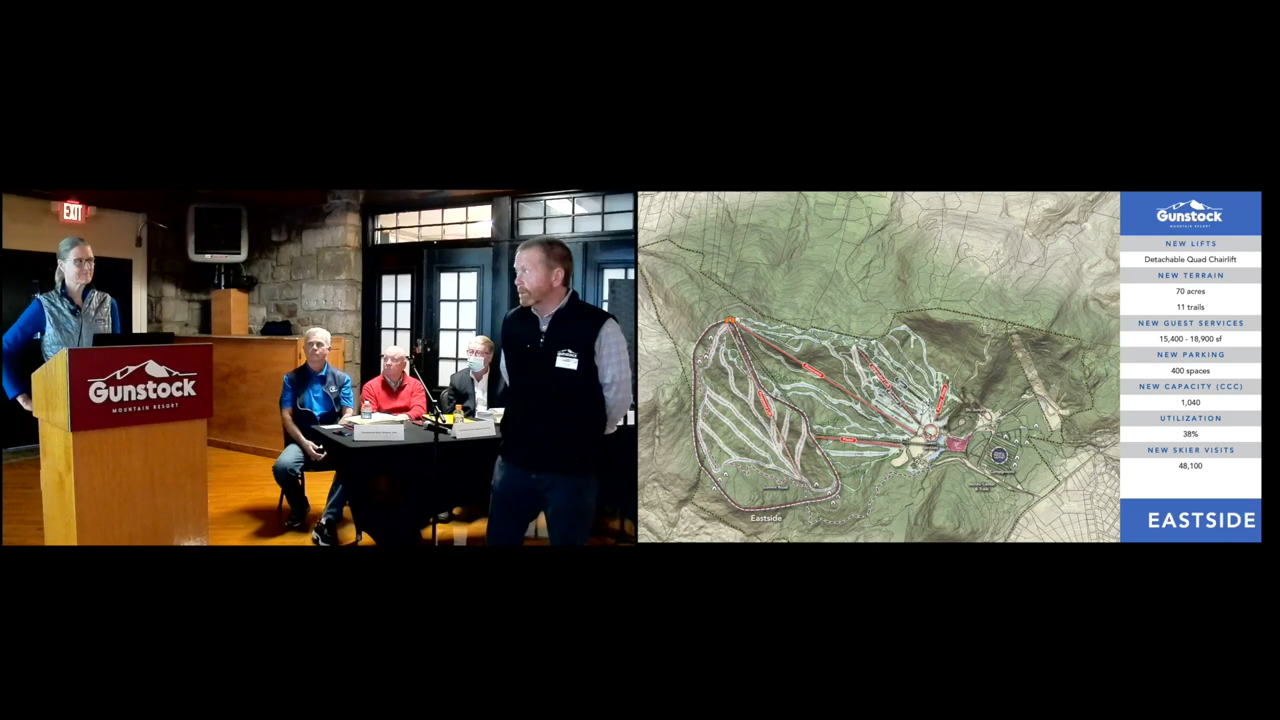 EXIT
GUNSTOCK
MOUNTAIN RESORT
GUNSTOCK
Eastside
Gunstock
MOUNTAIN RESORT
NEW LIFTS
Detachable Quad Chairlift
NEW TERRAIN
70 acres
11 trails
NEW GUEST SERVICES
15,400 - 18,900 sf
NEW PARKING
400 spaces
NEW CAPACITY (CCC)
1,040
UTILIZATION
38%
NEW SKIER VISITS
48,100
EASTSIDE